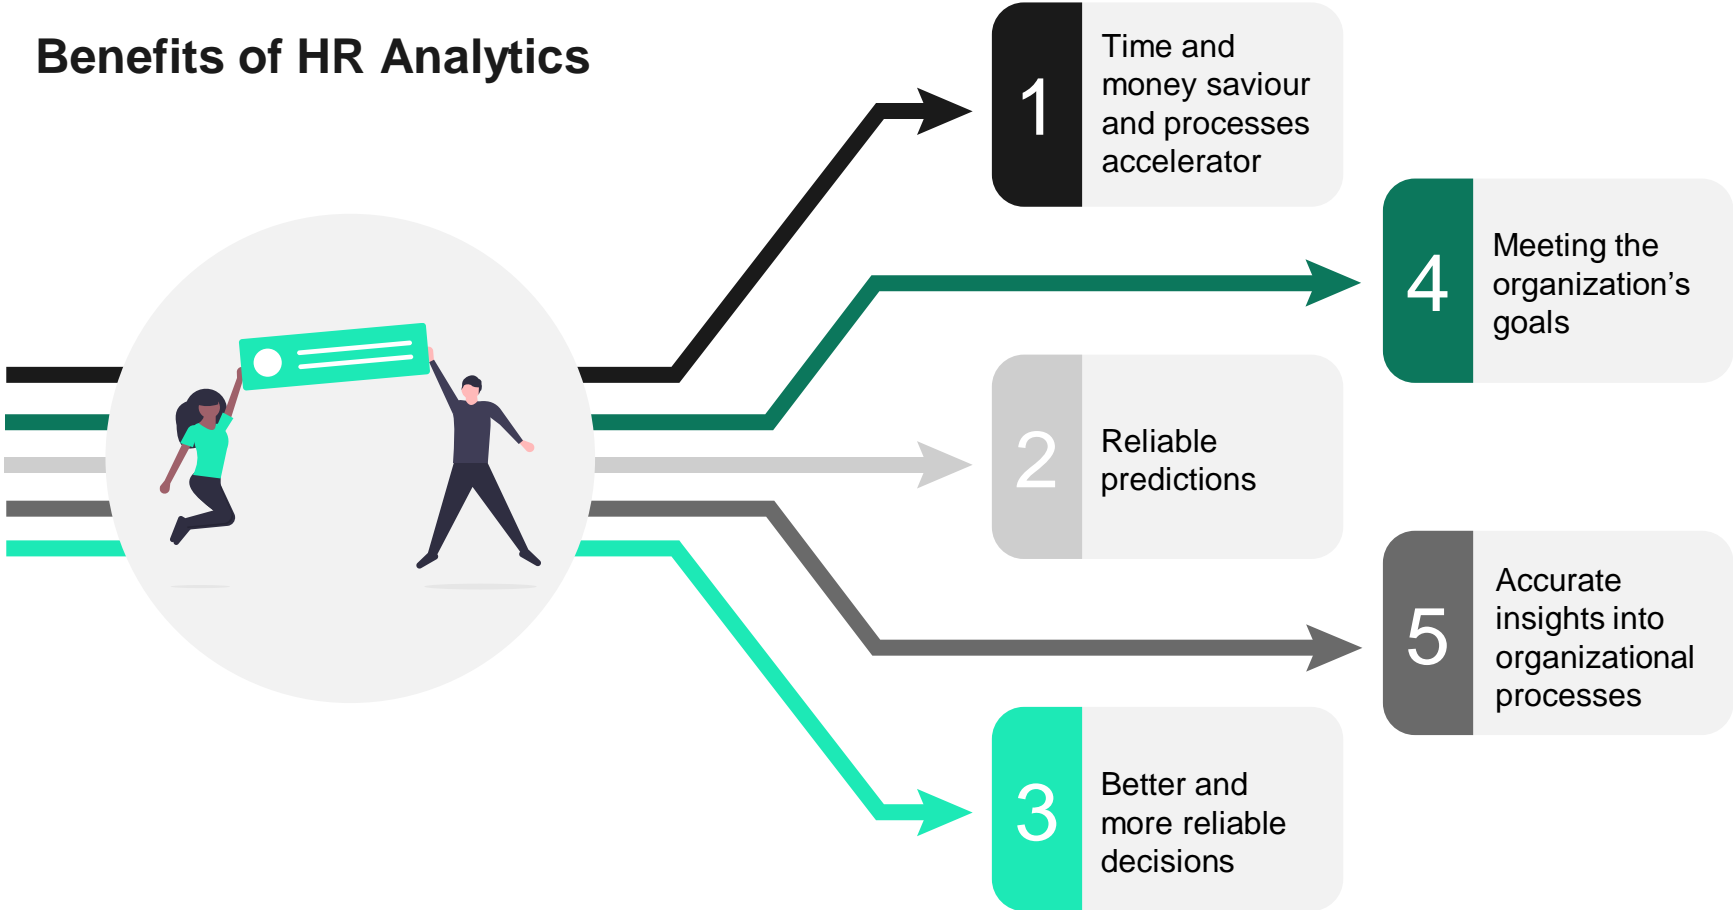 Benefits of HR Analytics
1
Time and
money saviour
and processes
accelerator
4
Meeting the
organization’s
goals
2
Reliable
predictions
5
Accurate
insights into
organizational
processes
3
Better and
more reliable
decisions